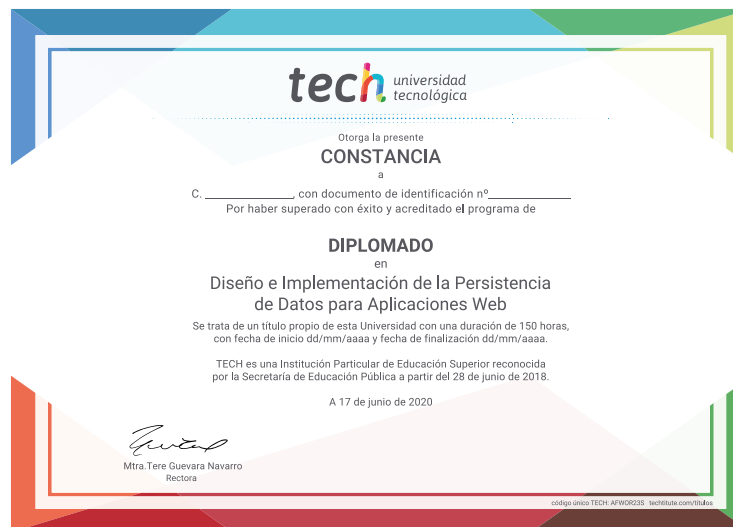 tech universidad
tecnológica
Otorga la presente
CONSTANCIA
a
C. ______________, con documento de identificación nº______________
Por haber superado con éxito y acreditado el programa de
DIPLOMADO
en
Diseño e Implementación de la Persistencia
de Datos para Aplicaciones Web
Se trata de un título propio de esta Universidad con una duración de 150 horas,
con fecha de inicio dd/mm/aaaa y fecha de finalización dd/mm/aaaa.
TECH es una Institución Particular de Educación Superior reconocida
por la Secretaría de Educación Pública a partir del 28 de junio de 2018.
A 17 de junio de 2020
Mtra.Tere Guevara Navarro
Rectora
código único TECH: AFWOR23S techtitute.com/titulos